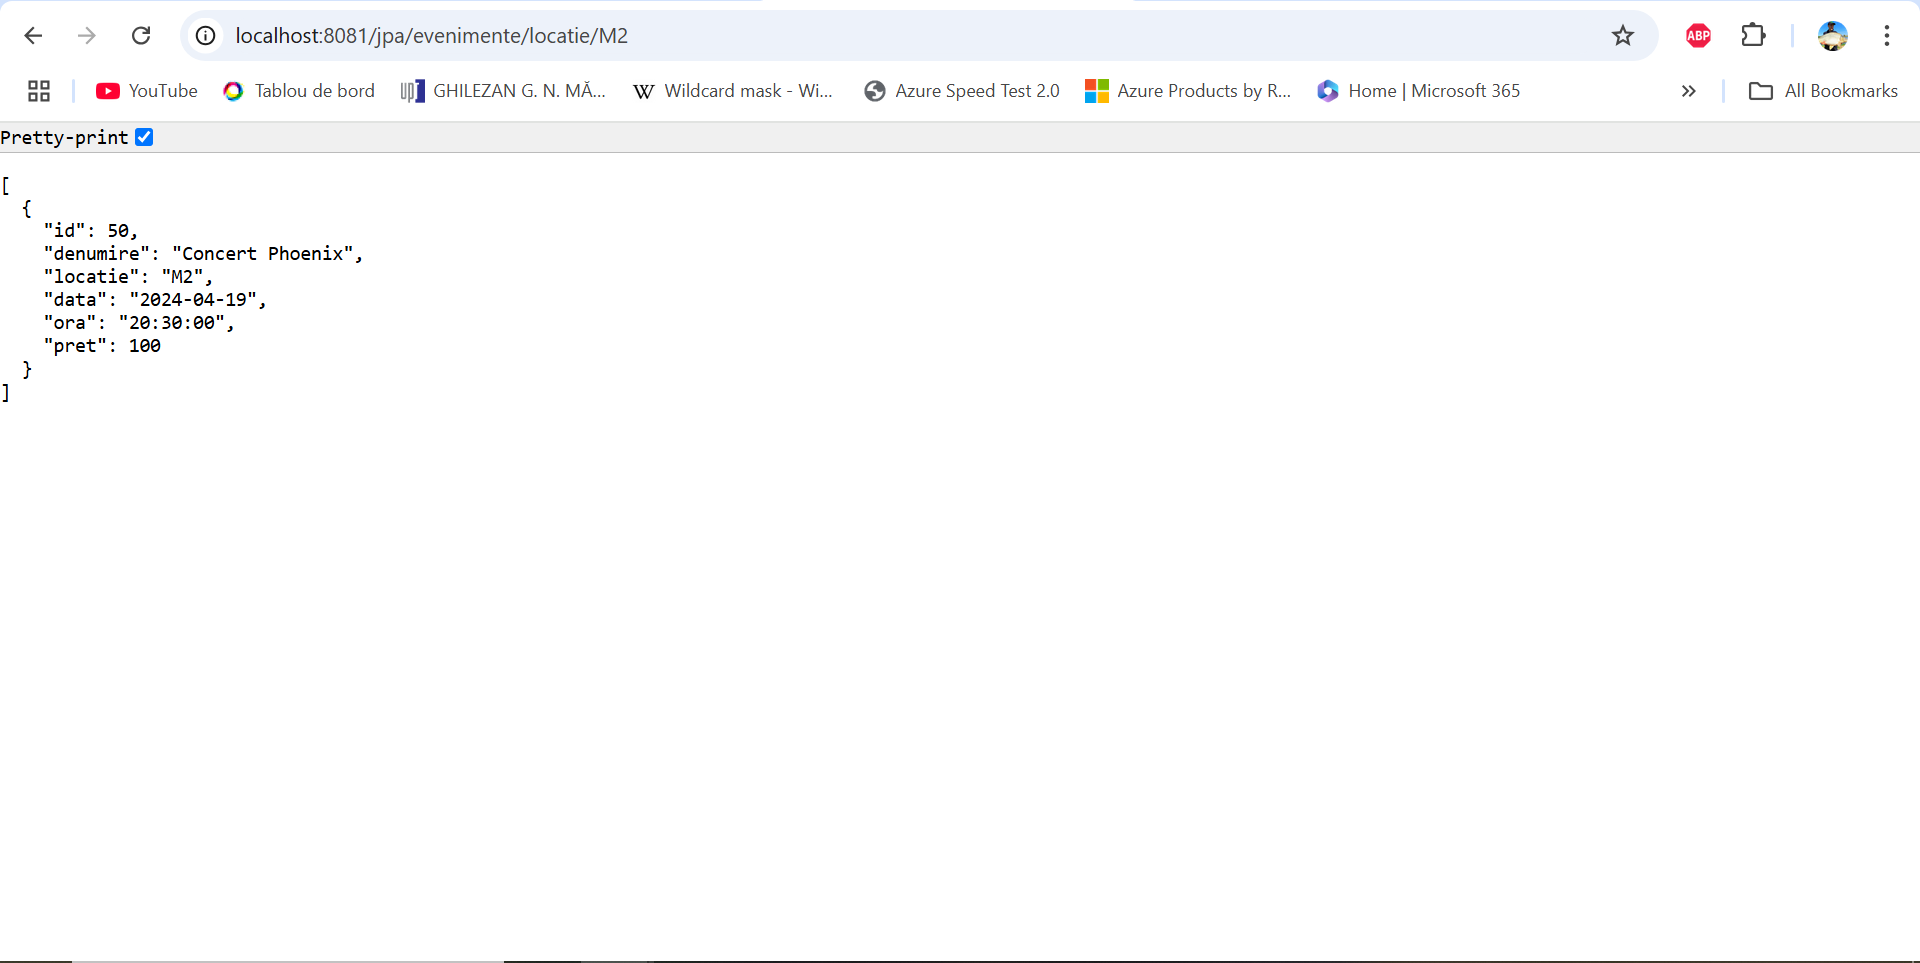 localhost:8081/jpa/evenimente/locatie/M2
ABP
YouTube
Tablou de bord
GHILEZAN G. N. MĂ...
Wildcard mask - Wi...
Azure Speed Test 2.0
Azure Products by R...
Home | Microsoft 365
All Bookmarks
Pretty-print
[
  {
    "id": 50,
    "denumire": "Concert Phoenix",
    "locatie": "M2",
    "data": "2024-04-19",
    "ora": "20:30:00",
    "pret": 100
  }
]